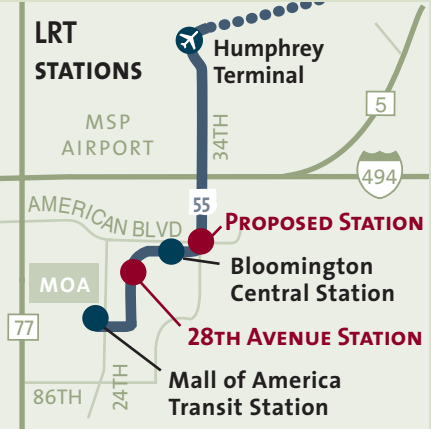 LRT
STATIONS
Humphrey
Terminal
MSP
AIRPORT
34TH
5
494
55
AMERICAN BLVD
PROPOSED STATION
Bloomington
Central Station
MOA
28TH AVENUE STATION
77
Mall of America
Transit Station
86TH
24TH